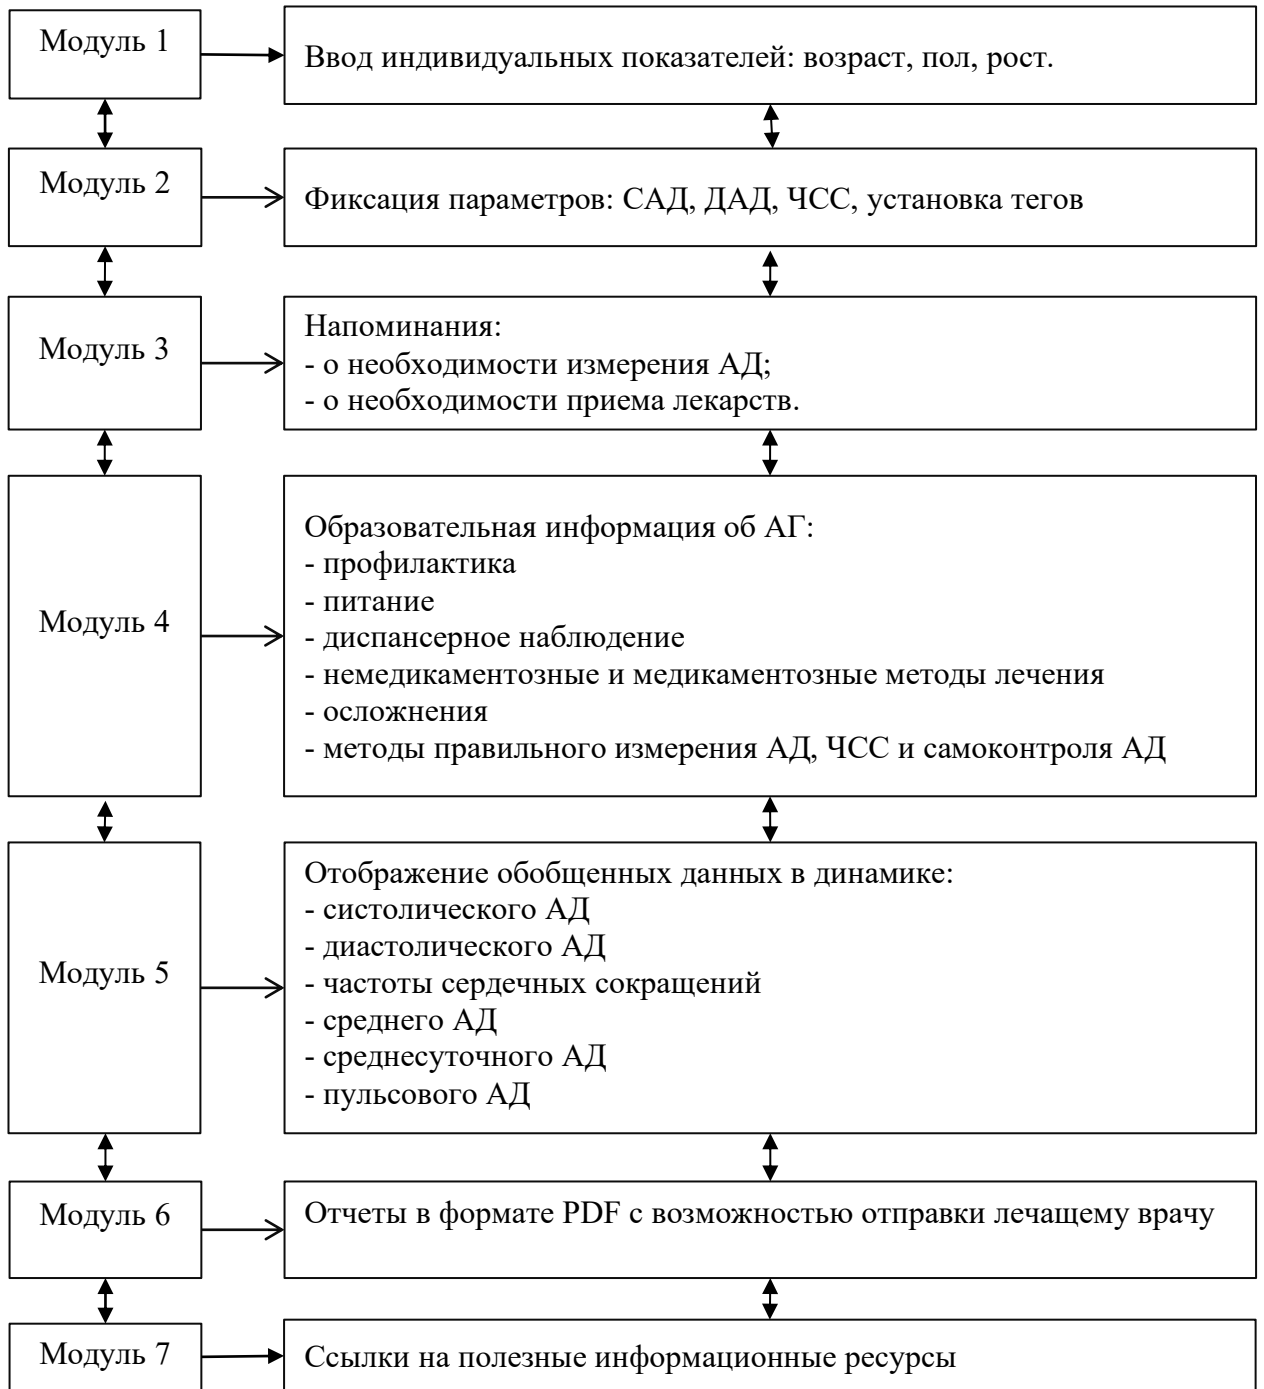 Модуль 1
Ввод индивидуальных показателей: возраст, пол, рост.
Модуль 2
Фиксация параметров: САД, ДАД, ЧСС, установка тегов
Модуль 3
Напоминания:
- о необходимости измерения АД;
- о необходимости приема лекарств.
Модуль 4
Образовательная информация об АГ:
- профилактика
- питание
- диспансерное наблюдение
- немедикаментозные и медикаментозные методы лечения
- осложнения
- методы правильного измерения АД, ЧСС и самоконтроля АД
Модуль 5
Отображение обобщенных данных в динамике:
- систолического АД
- диастолического АД
- частоты сердечных сокращений
- среднего АД
- среднесуточного АД
- пульсового АД
Модуль 6
Отчеты в формате PDF с возможностью отправки лечащему врачу
Модуль 7
Ссылки на полезные информационные ресурсы